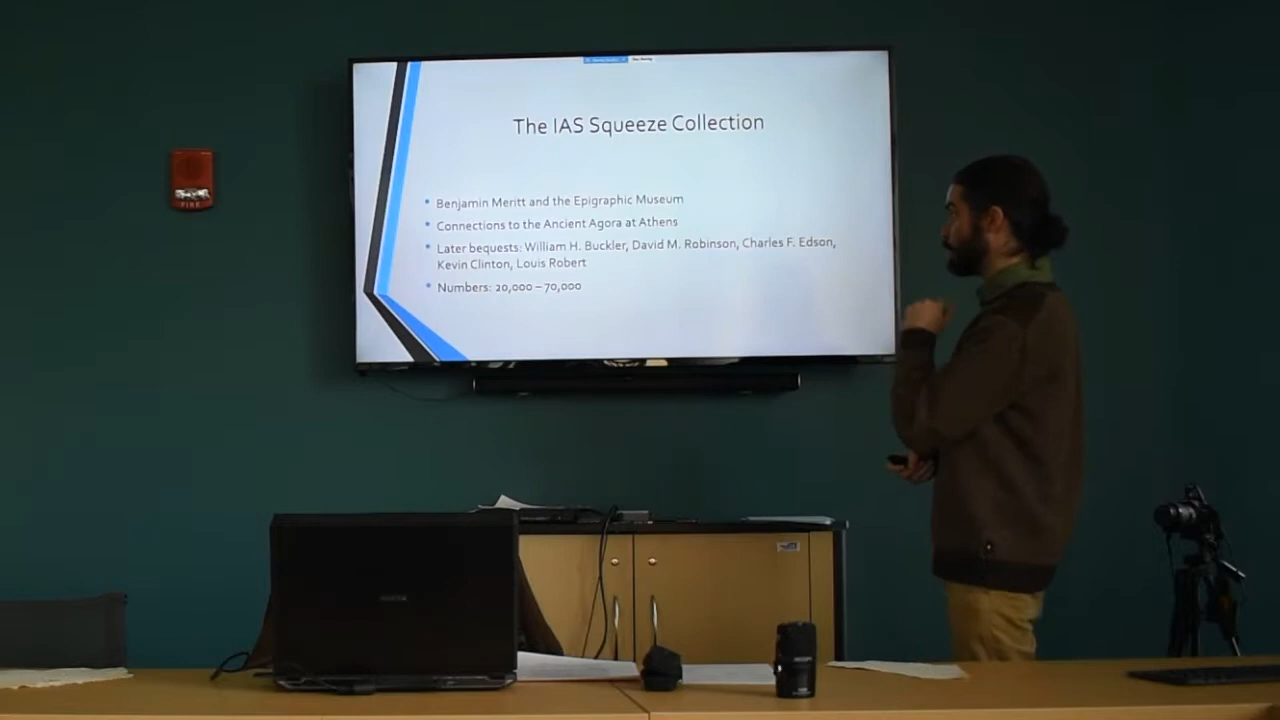 The IAS Squeeze Collection
Benjamin Meritt and the Epigraphic Museum
Connections to the Ancient Agora at Athens
Later bequests: William H. Buckler, David M. Robinson, Charles F. Edson,
Kevin Clinton, Louis Robert
Numbers: 20,000 – 70,000
FIRE